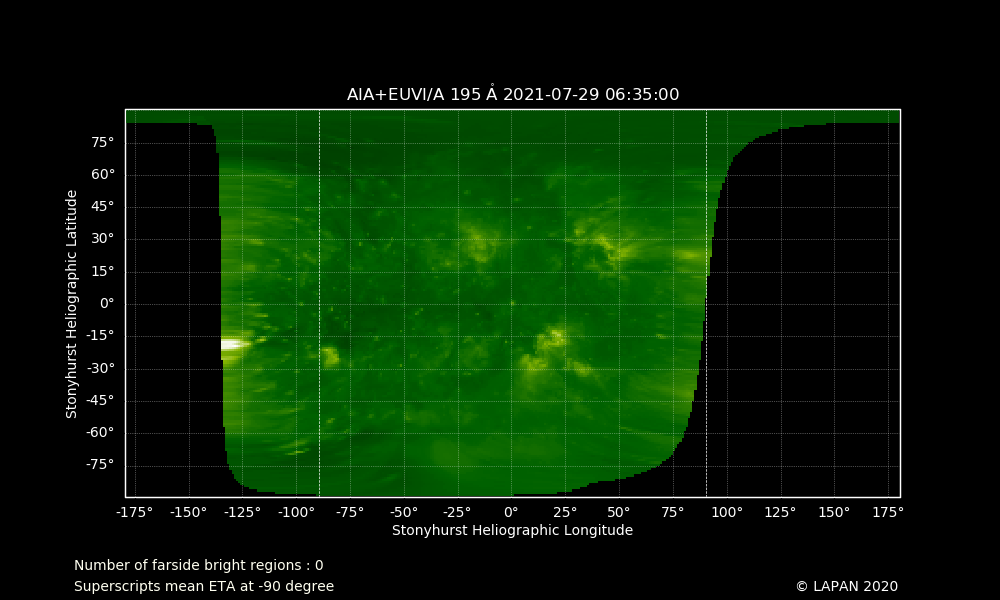 AIA+EUVI/A 195 Å 2021-07-29 06:35:00
75°
60°
45°
30°
15°
0°
-15°
-30°
-45°
-60°
-75°
Stonyhurst Heliographic Latitude
-175° -150° -125° -100° -75° -50° -25° 0° 25° 50° 75° 100° 125° 150° 175°
Stonyhurst Heliographic Longitude
Number of farside bright regions : 0
Superscripts mean ETA at -90 degree
© LAPAN 2020